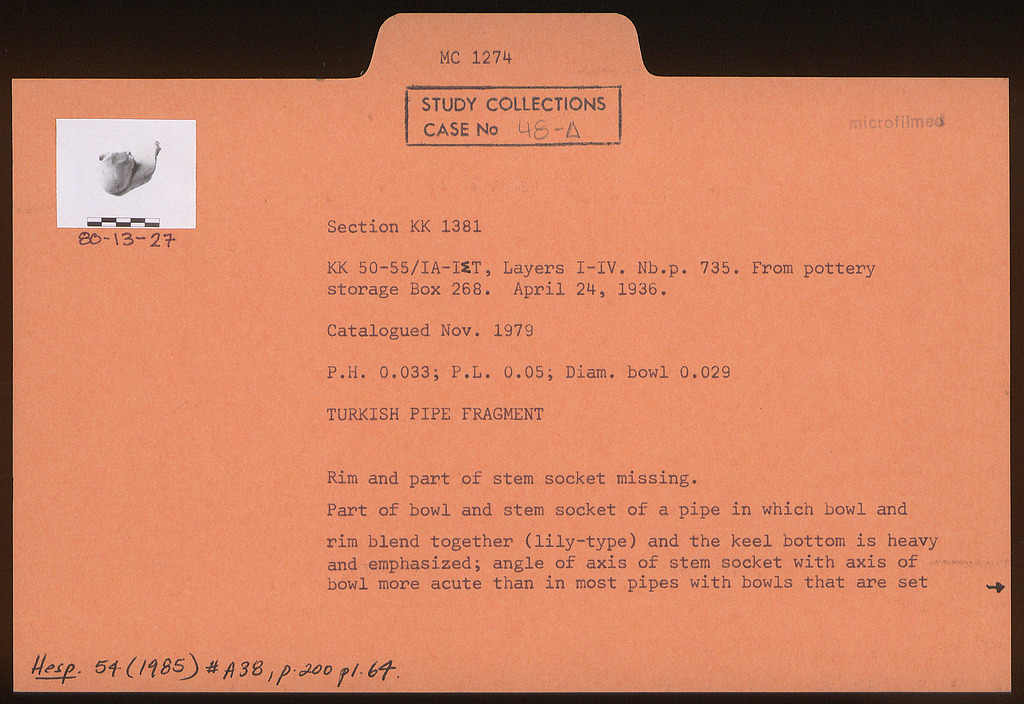 MC 1274
STUDY COLLECTIONS
CASE No 48-Δ
microfilmed
80-13-27
Section KK 1381
KK 50-55/IA-IΣT, Layers I-IV. Nb.p. 735. From pottery
storage Box 268. April 24, 1936.
Catalogued Nov. 1979
P.H. 0.033; P.L. 0.05; Diam. bowl 0.029
TURKISH PIPE FRAGMENT
Rim and part of stem socket missing.
Part of bowl and stem socket of a pipe in which bowl and
rim blend together (lily-type) and the keel bottom is heavy
and emphasized; angle of axis of stem socket with axis of
bowl more acute than in most pipes with bowls that are set →
Hesp. 54 (1985) # A38, p. 200 pl. 64.